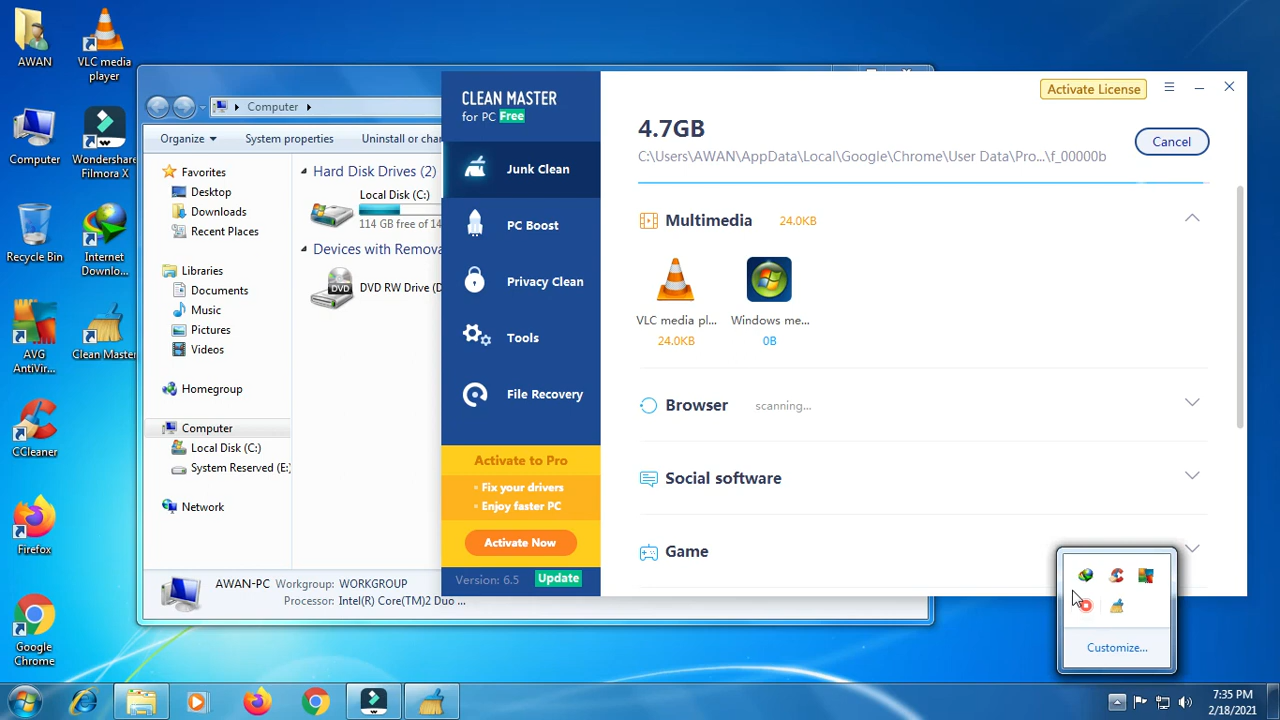 AWAN
VLC media
player
Computer
Wondershare
Filmora X
Recycle Bin
Internet
Downlo...
AVG
AntiVir...
Clean Master
CCleaner
Firefox
Google
Chrome
Computer
Organize
System properties
Uninstall or char
Favorites
Desktop
Downloads
Recent Places
Libraries
Documents
Music
Pictures
Videos
Homegroup
Computer
Local Disk (C:)
System Reserved (E:)
Network
Hard Disk Drives (2)
Local Disk (C:)
114 GB free of 14
Devices with Remova
DVD
DVD RW Drive (D
AWAN-PC Workgroup: WORKGROUP
Processor: Intel(R) Core(TM)2 Duo ...
CLEAN MASTER
for PC Free
Junk Clean
PC Boost
Privacy Clean
Tools
File Recovery
Activate to Pro
• Fix your drivers
• Enjoy faster PC
Activate Now
Version: 6.5 Update
Activate License
4.7GB
Cancel
C:\Users\AWAN\AppData\Local\Google\Chrome\User Data\Pro...\f_00000b
Multimedia 24.0KB
VLC media pl...
24.0KB
Windows me...
0B
Browser scanning...
Social software
Game
Customize...
7:35 PM
2/18/2021